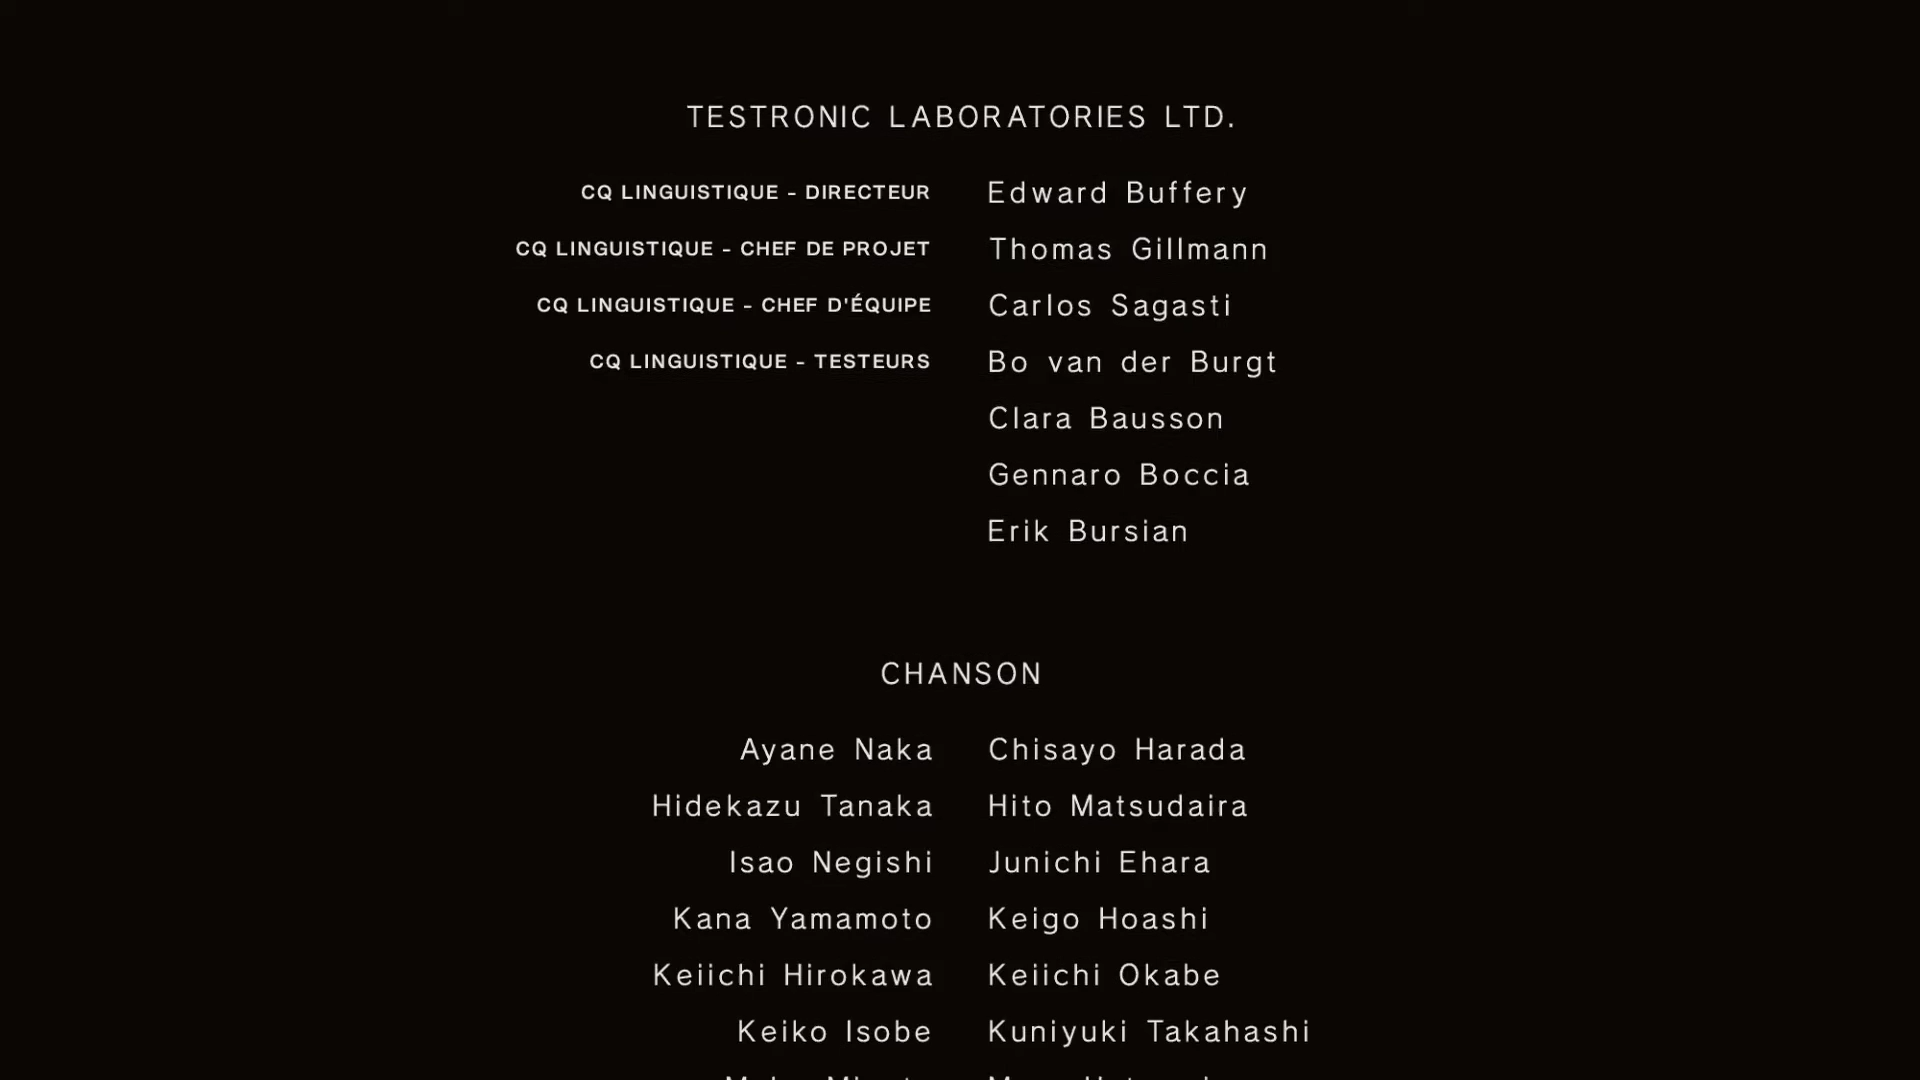 TESTRONIC LABORATORIES LTD.
CQ LINGUISTIQUE - DIRECTEUR Edward Buffery
CQ LINGUISTIQUE - CHEF DE PROJET Thomas Gillmann
CQ LINGUISTIQUE - CHEF D'ÉQUIPE Carlos Sagasti
CQ LINGUISTIQUE - TESTEURS Bo van der Burgt
Clara Bausson
Gennaro Boccia
Erik Bursian
CHANSON
Ayane Naka Chisayo Harada
Hidekazu Tanaka Hito Matsudaira
Isao Negishi Junichi Ehara
Kana Yamamoto Keigo Hoashi
Keiichi Hirokawa Keiichi Okabe
Keiko Isobe Kuniyuki Takahashi